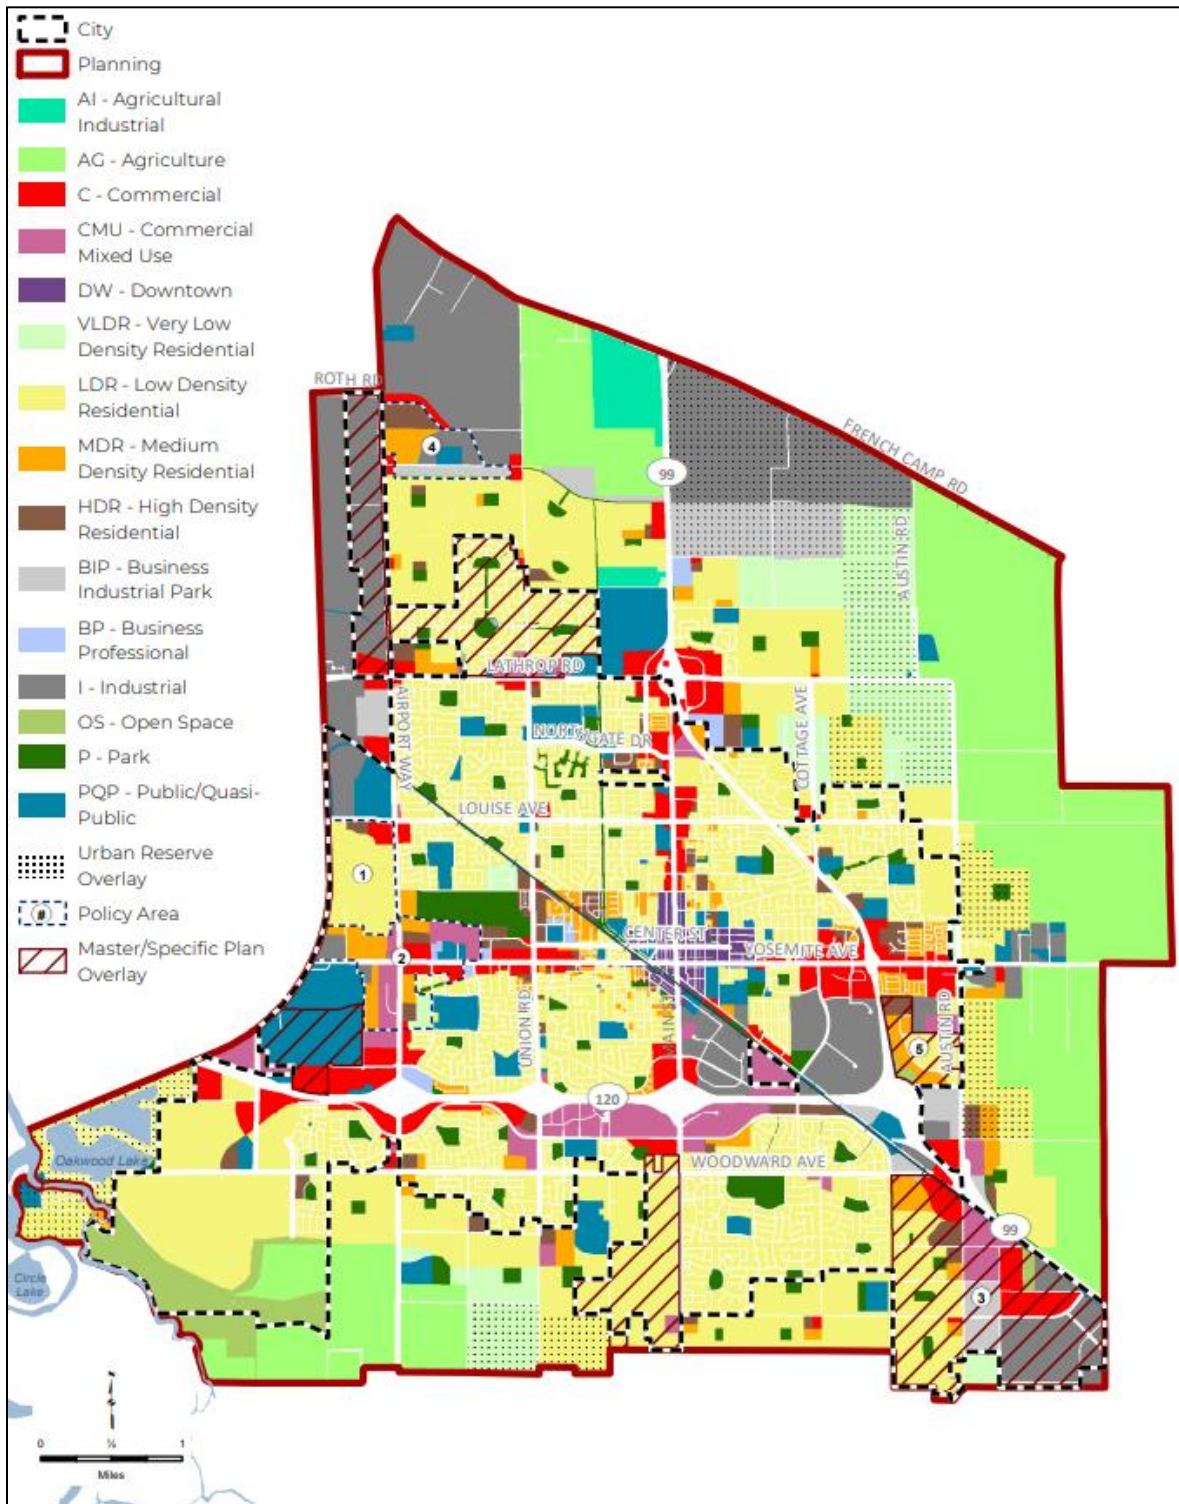 City
Planning
AI - Agricultural
Industrial
AG - Agriculture
C - Commercial
CMU - Commercial
Mixed Use
DW - Downtown
VLDR - Very Low
Density Residential
LDR - Low Density
Residential
MDR - Medium
Density Residential
HDR - High Density
Residential
BIP - Business
Industrial Park
BP - Business
Professional
I - Industrial
OS - Open Space
P - Park
PQP - Public/Quasi-
Public
Urban Reserve
Overlay
#
Policy Area
Master/Specific Plan
Overlay
ROTH RD
4
99
FRENCH CAMP RD
AUSTIN RD
LATHROP RD
AIRPORT WAY
NORTHGATE DR
COTTAGE AVE
LOUISE AVE
1
CENTER ST
YOSEMITE AVE
2
UNION RD
MAIN ST
AUSTIN RD
5
120
WOODWARD AVE
Oakwood Lake
99
Circle
Lake
3
0
½
1
Miles